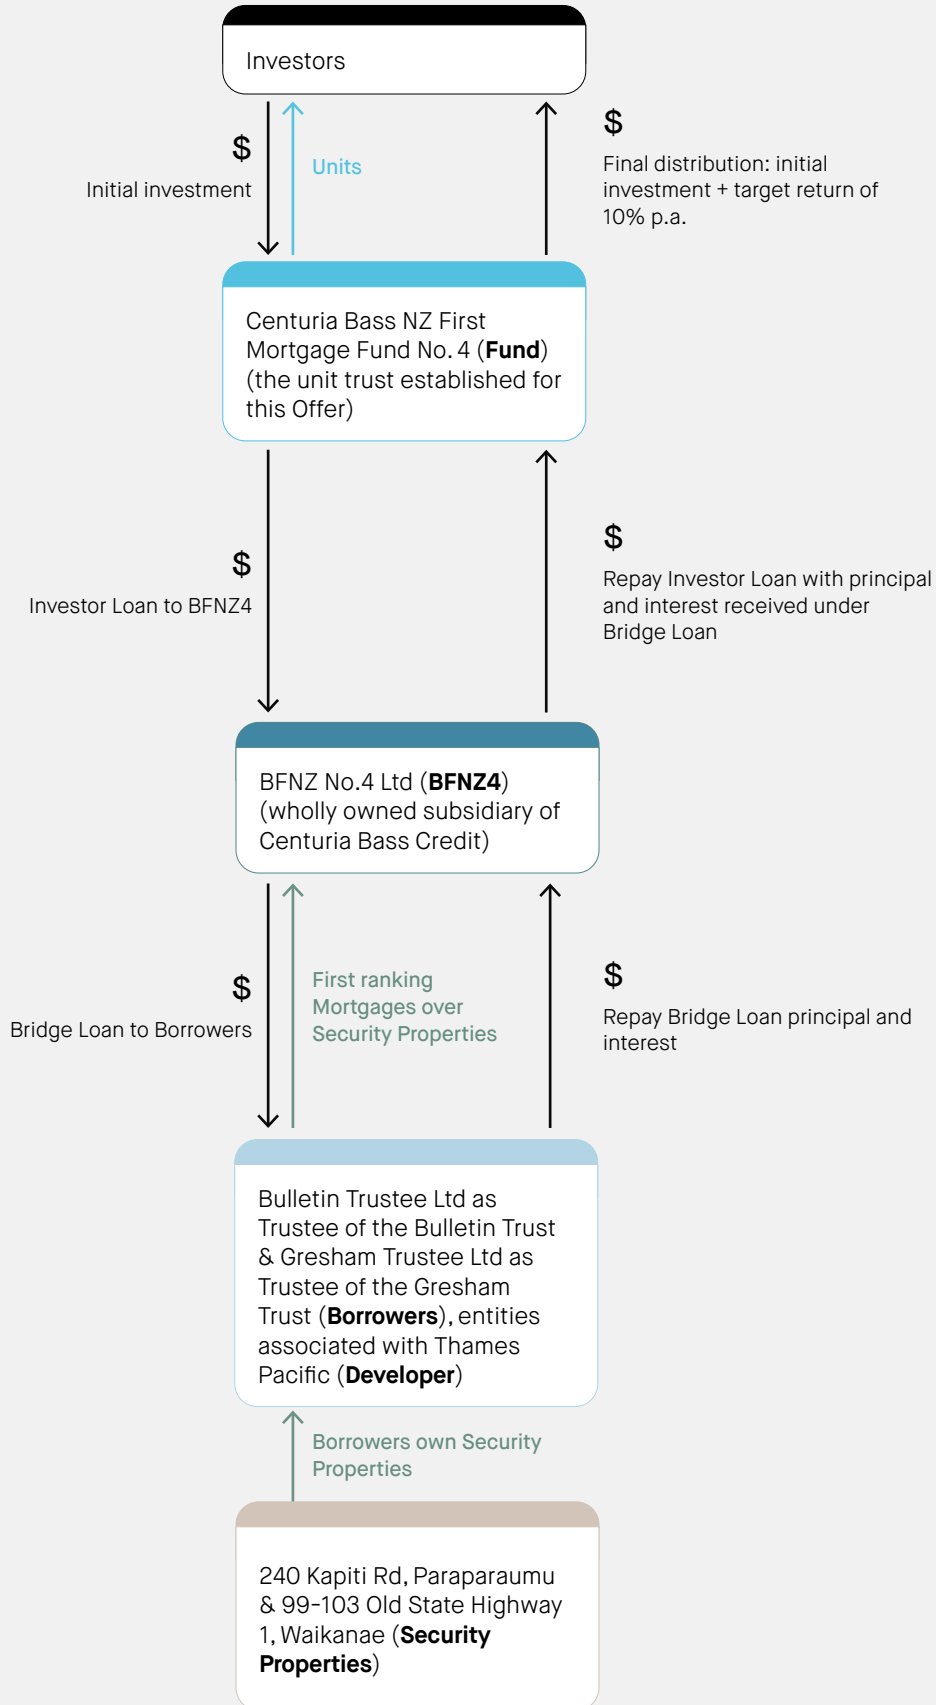 Investors
$
Initial investment
Units
$
Final distribution: initial
investment + target return of
10% p.a.
Centuria Bass NZ First
Mortgage Fund No. 4 (Fund)
(the unit trust established for
this Offer)
$
Investor Loan to BFNZ4
$
Repay Investor Loan with principal
and interest received under
Bridge Loan
BFNZ No.4 Ltd (BFNZ4)
(wholly owned subsidiary of
Centuria Bass Credit)
$
Bridge Loan to Borrowers
First ranking
Mortgages over
Security Properties
$
Repay Bridge Loan principal and
interest
Bulletin Trustee Ltd as
Trustee of the Bulletin Trust
& Gresham Trustee Ltd as
Trustee of the Gresham
Trust (Borrowers), entities
associated with Thames
Pacific (Developer)
Borrowers own Security
Properties
240 Kapiti Rd, Paraparaumu
& 99-103 Old State Highway
1, Waikanae (Security
Properties)